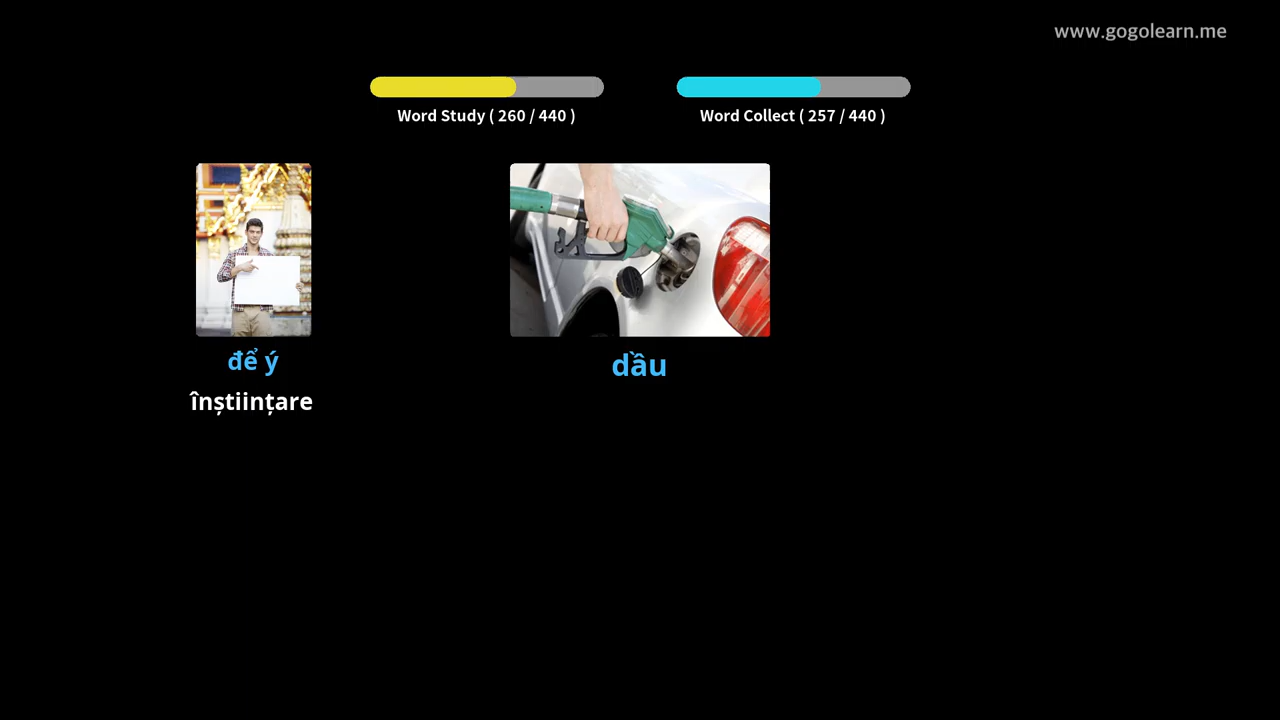 www.gogolearn.me
Word Study ( 260 / 440 )
Word Collect ( 257 / 440 )
để ý
înștiințare
dầu